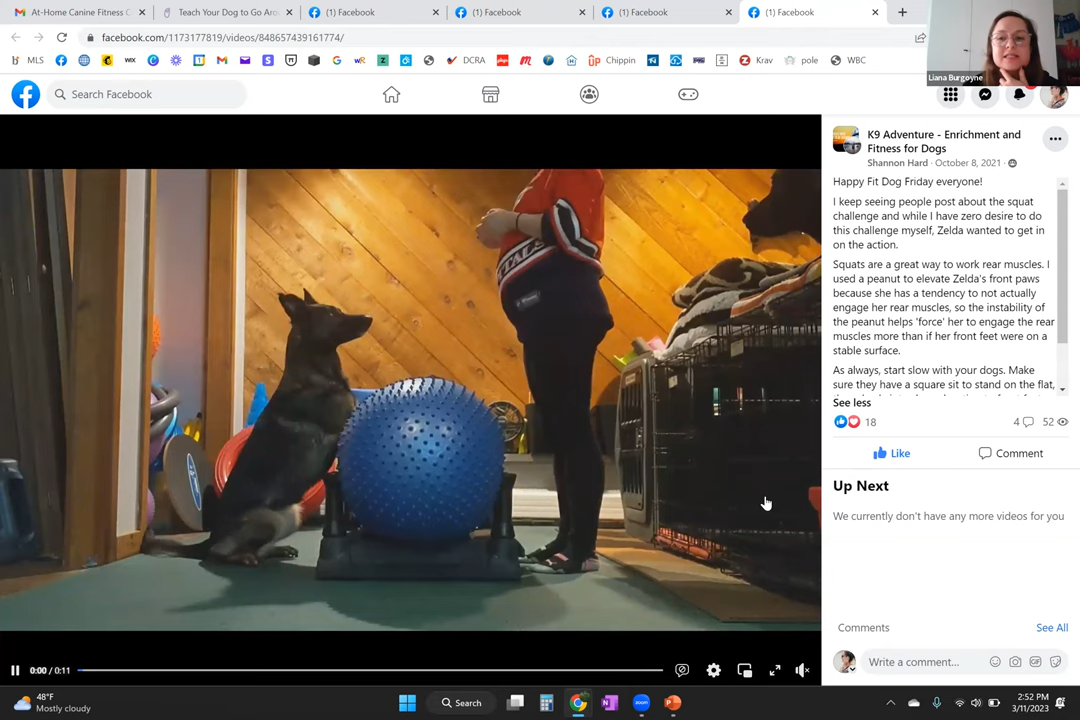 At-Home Canine Fitness C
Teach Your Dog to Go Aro
(1) Facebook
(1) Facebook
(1) Facebook
(1) Facebook
facebook.com/1173177819/videos/848657439161774/
MLS
WiX
DCRA
Chippin
Krav
pole
WBC
Liana Burgoyne
Search Facebook
K9 Adventure - Enrichment and
Fitness for Dogs
Shannon Hard · October 8, 2021 ·
Happy Fit Dog Friday everyone!
I keep seeing people post about the squat
challenge and while I have zero desire to do
this challenge myself, Zelda wanted to get in
on the action.
Squats are a great way to work rear muscles. I
used a peanut to elevate Zelda's front paws
because she has a tendency to not actually
engage her rear muscles, so the instability of
the peanut helps 'force' her to engage the rear
muscles more than if her front feet were on a
stable surface.
As always, start slow with your dogs. Make
sure they have a square sit to stand on the flat,
See less
18
4
52
Like
Comment
Up Next
We currently don't have any more videos for you
Comments
See All
Write a comment...
0:00 / 0:11
48°F
Mostly cloudy
Search
2:52 PM
3/11/2023